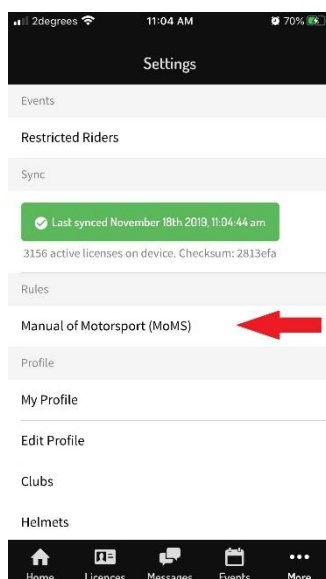 2degrees 11:04 AM 70%
Settings
Events
Restricted Riders
Sync
Last synced November 18th 2019, 11:04:44 am
3156 active licenses on device. Checksum: 2813efa
Rules
Manual of Motorsport (MoMS)
Profile
My Profile
Edit Profile
Clubs
Helmets
Home Licences Messages Events More